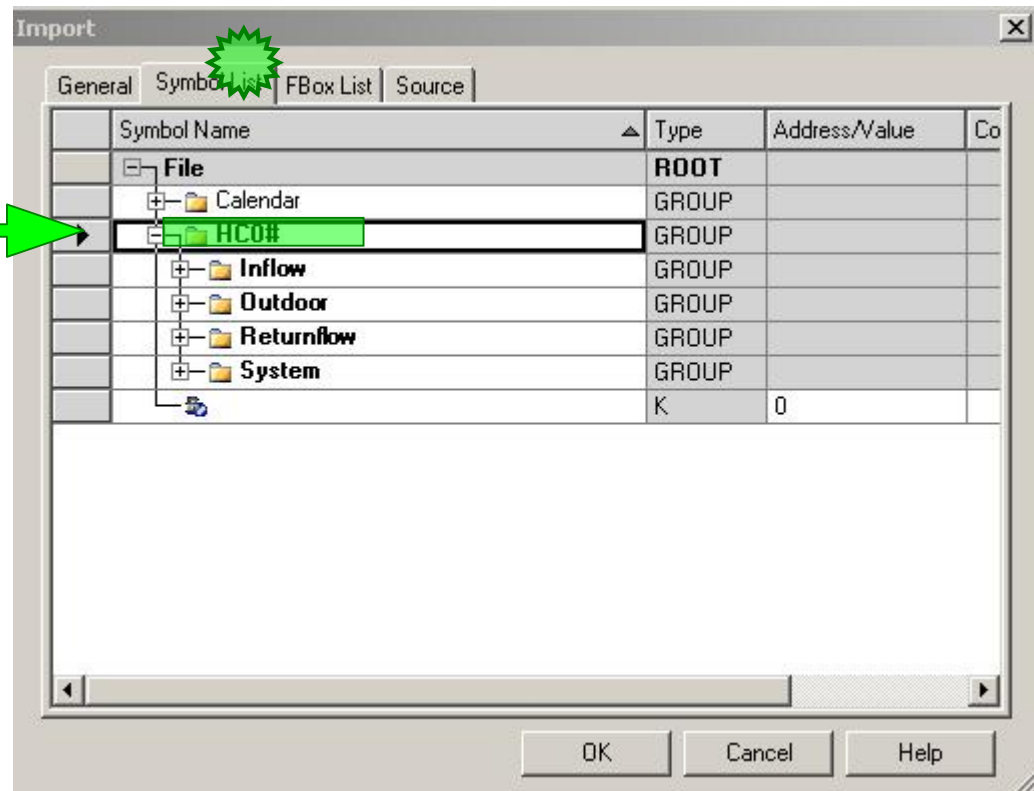 Import
General Symbol List FBox List Source
Symbol Name Type Address/Value Co
File ROOT
Calendar GROUP
HC0# GROUP
Inflow GROUP
Outdoor GROUP
Returnflow GROUP
System GROUP
K 0
OK Cancel Help